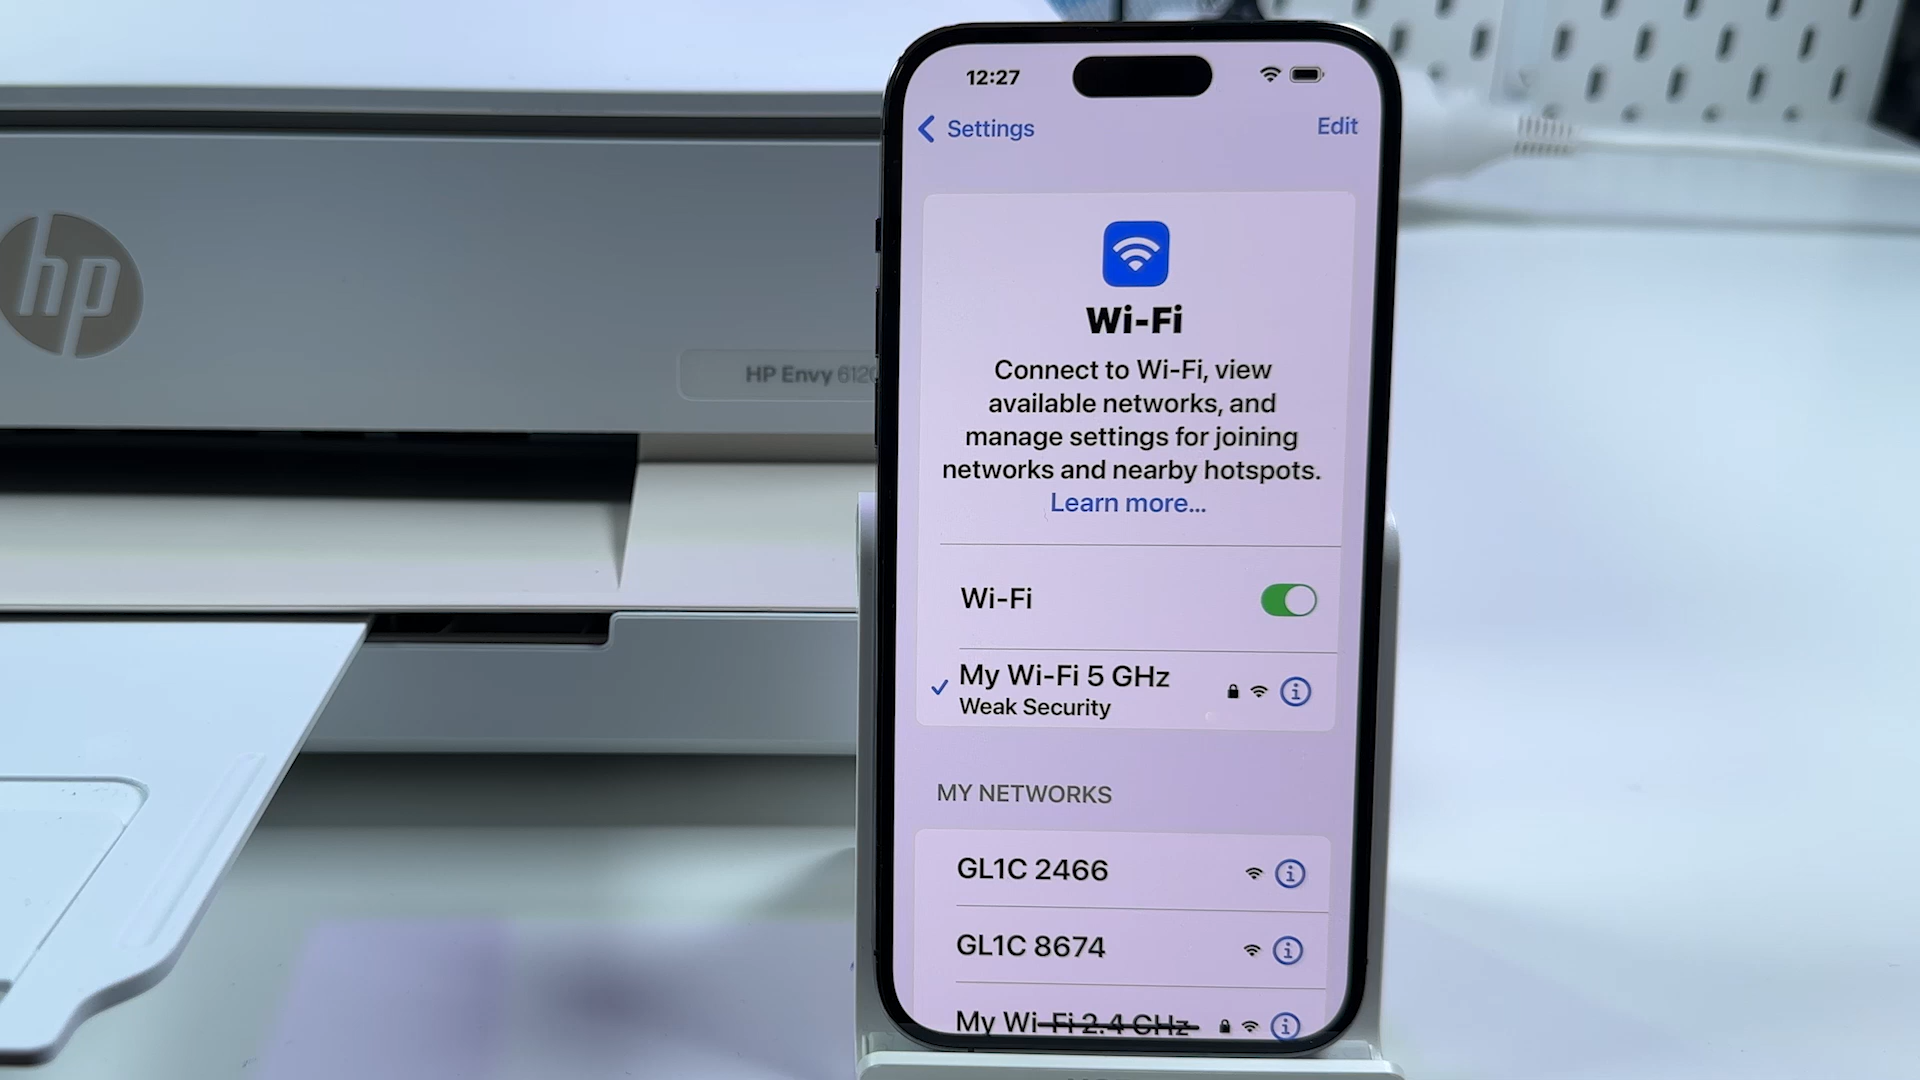 12:27
Settings
Edit
hp
Wi-Fi
HP Envy 6120
Connect to Wi-Fi, view
available networks, and
manage settings for joining
networks and nearby hotspots.
Learn more...
Wi-Fi
My Wi-Fi 5 GHz
Weak Security
MY NETWORKS
GL1C 2466
GL1C 8674
My Wi-Fi 2.4 GHz